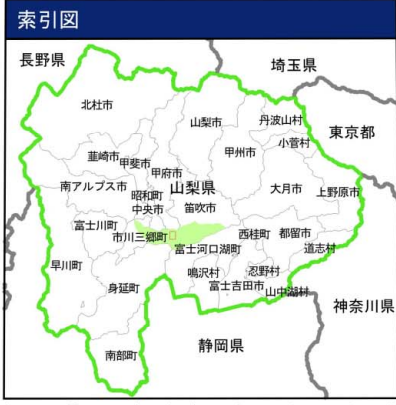 索引図
長野県
埼玉県
北杜市
山梨市
丹波山村
小菅村
東京都
韮崎市
甲斐市
甲府市
甲州市
南アルプス市
昭和町
山梨県
大月市
上野原市
中央市
笛吹市
富士川町
市川三郷町
西桂町
都留市
富士河口湖町
道志村
早川町
鳴沢村
忍野村
身延町
富士吉田市
山中湖村
神奈川県
静岡県
南部町